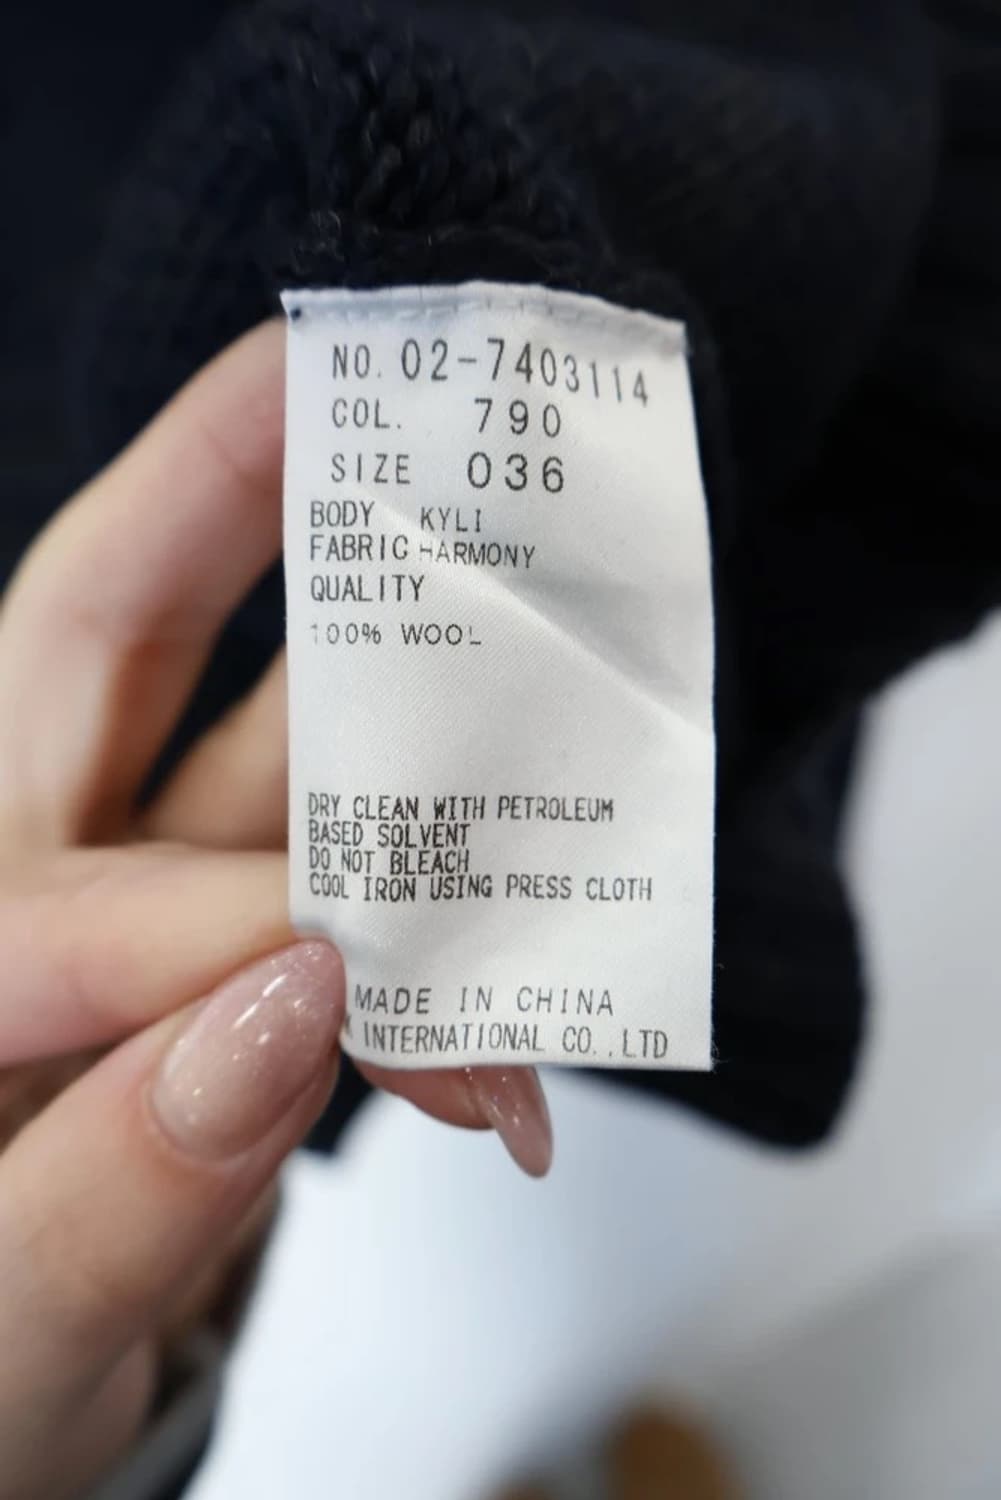 NO. 02-7403114
COL. 790
SIZE 036
BODY KYLI
FABRIC HARMONY
QUALITY
100% WOOL
DRY CLEAN WITH PETROLEUM
BASED SOLVENT
DO NOT BLEACH
COOL IRON USING PRESS CLOTH
MADE IN CHINA
INTERNATIONAL CO.,LTD